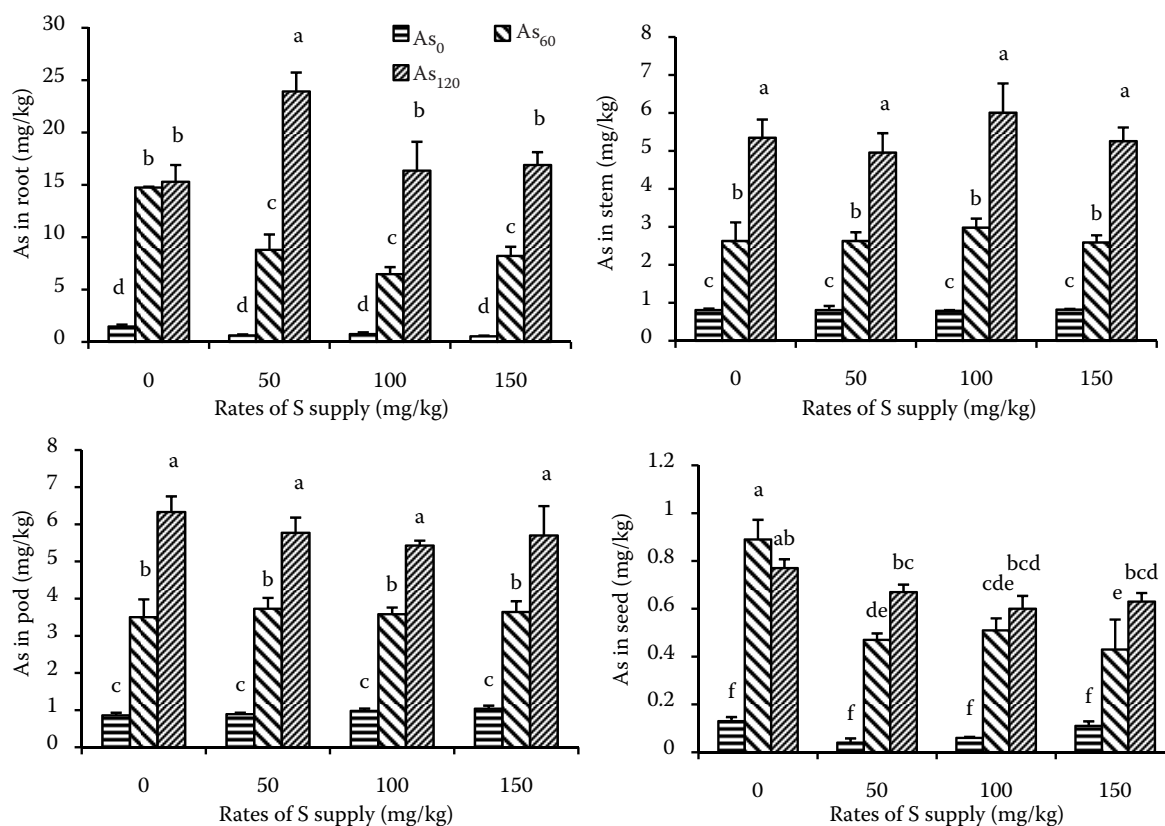 As in root (mg/kg)
30
25
20
15
10
5
0
As₀ As₆₀
As₁₂₀
d b b d c a d c b d c b
0 50 100 150
Rates of S supply (mg/kg)
As in stem (mg/kg)
8
7
6
5
4
3
2
1
0
c b a c b a c b a c b a
0 50 100 150
Rates of S supply (mg/kg)
As in pod (mg/kg)
8
7
6
5
4
3
2
1
0
c b a c b a c b a c b a
0 50 100 150
Rates of S supply (mg/kg)
As in seed (mg/kg)
1.2
1
0.8
0.6
0.4
0.2
0
f a ab f de bc f cde bcd f e bcd
0 50 100 150
Rates of S supply (mg/kg)